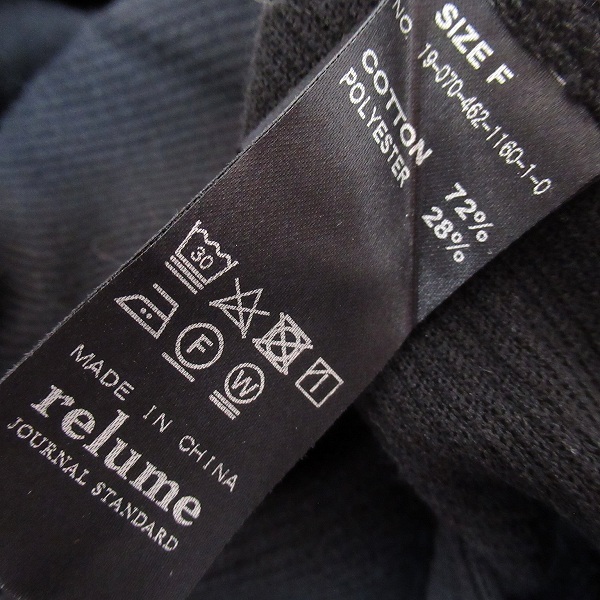 SIZE F
NO. 19-070-462-1160-1-0
COTTON 72%
POLYESTER 28%
30
F
W
MADE IN CHINA
relume
JOURNAL STANDARD